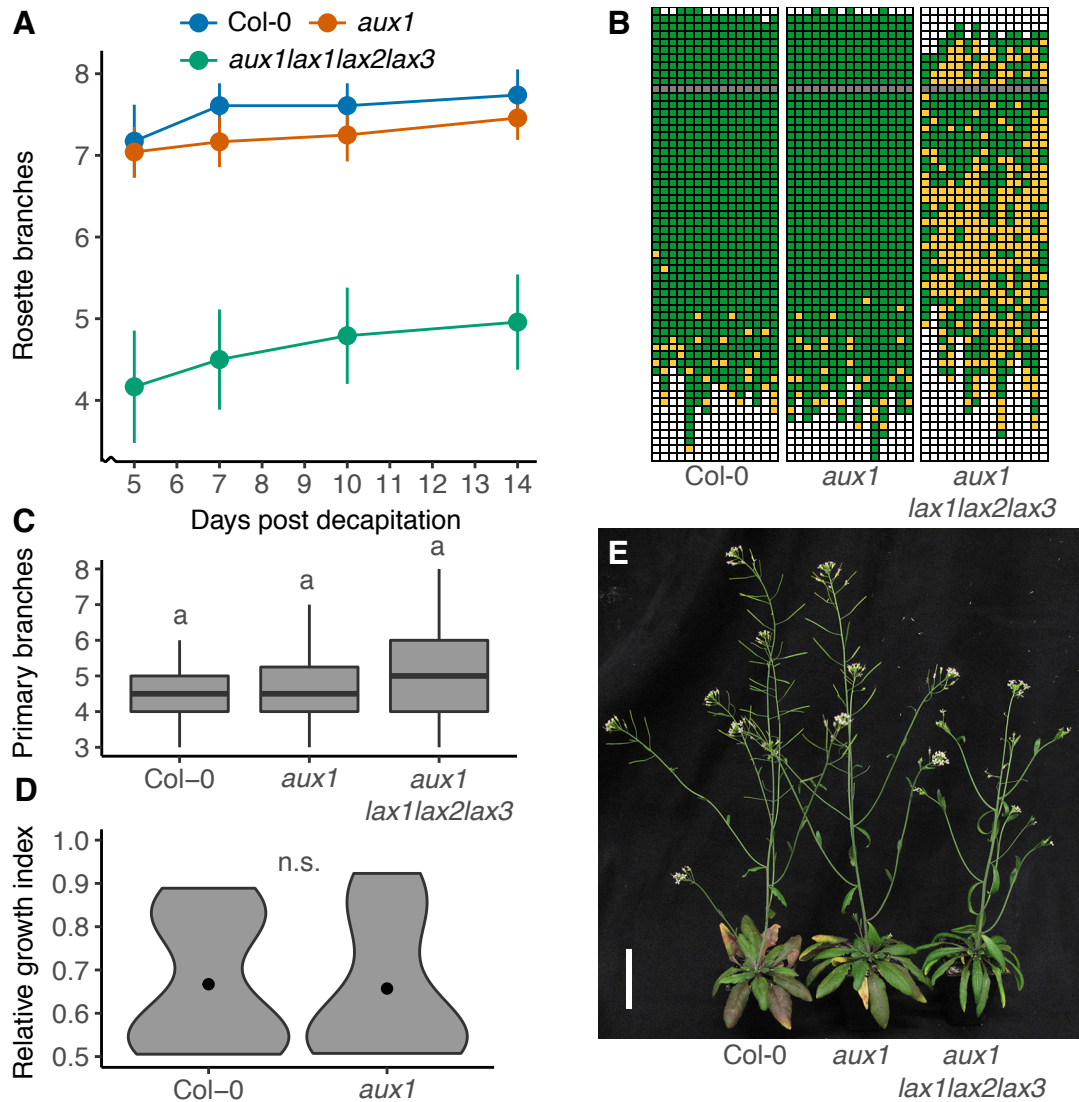 A
Col-0 aux1
aux1lax1lax2lax3
Rosette branches
8
7
6
5
4
5 6 7 8 9 10 11 12 13 14
Days post decapitation
B
Col-0 aux1 aux1
lax1lax2lax3
C
Primary branches
8
7
6
5
4
3
a a a
Col–0 aux1 aux1
lax1lax2lax3
D
Relative growth index
1.0
0.9
0.8
0.7
0.6
0.5
n.s.
Col–0 aux1
E
Col-0 aux1 aux1
lax1lax2lax3